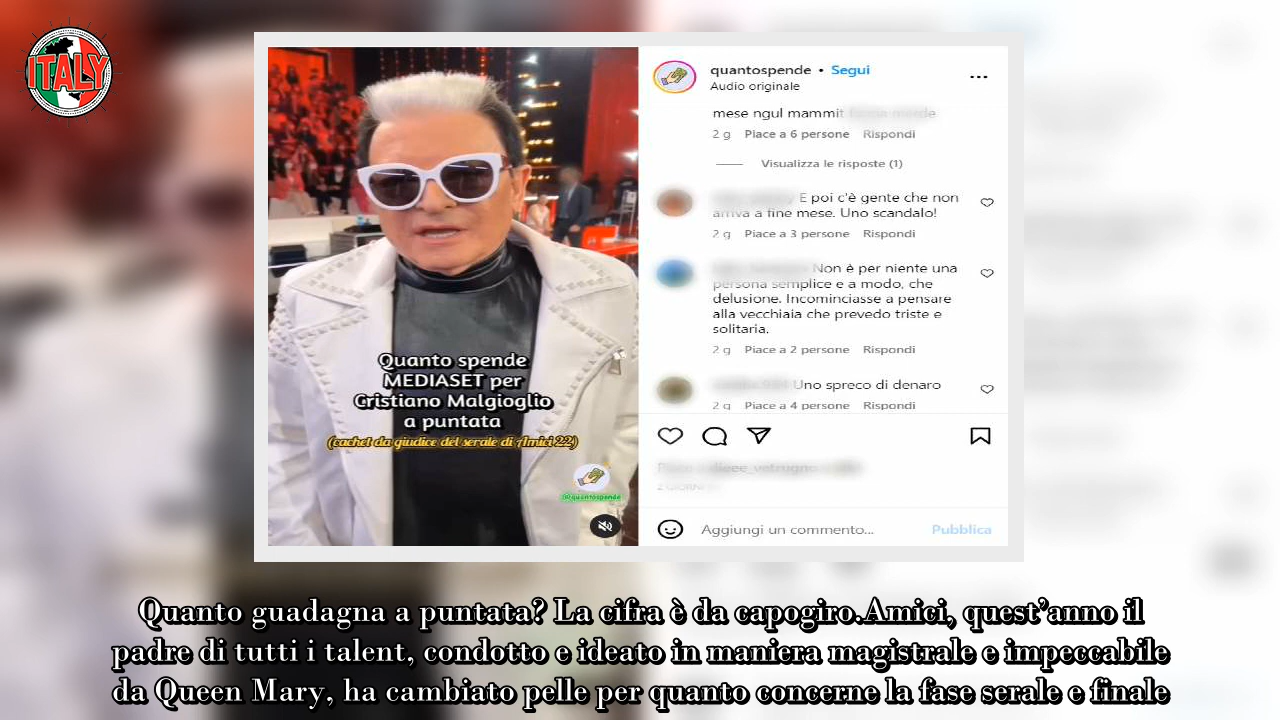 ITALY
quantospende • Segui
Audio originale
mese ngul mammit
2 g Piace a 6 persone Rispondi
Visualizza le risposte (1)
E poi c'è gente che non
arriva a fine mese. Uno scandalo!
2 g Piace a 3 persone Rispondi
Non è per niente una
persona semplice e a modo, che
delusione. Incominciasse a pensare
alla vecchiaia che prevedo triste e
solitaria.
2 g Piace a 2 persone Rispondi
Uno spreco di denaro
2 g Piace a 4 persone Rispondi
Aggiungi un commento... Pubblica
Quanto spende
MEDIASET per
Cristiano Malgioglio
a puntata
(cachet da giudice del serale di Amici 22)
@quantospende
Quanto guadagna a puntata? La cifra è da capogiro.Amici, quest'anno il
padre di tutti i talent, condotto e ideato in maniera magistrale e impeccabile
da Queen Mary, ha cambiato pelle per quanto concerne la fase serale e finale